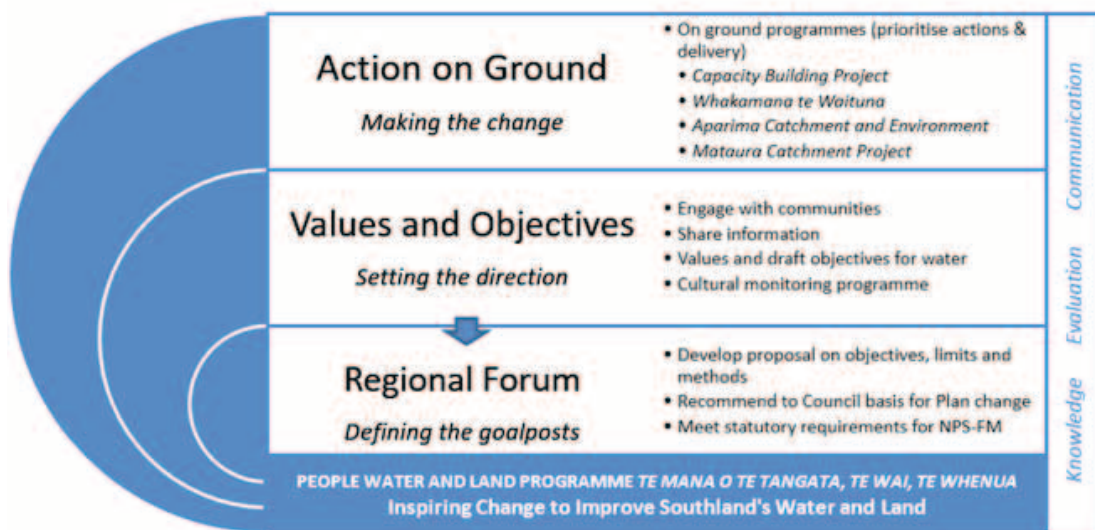 Action on Ground
Making the change
• On ground programmes (prioritise actions &
delivery)
• Capacity Building Project
• Whakamana te Waituna
• Aparima Catchment and Environment
• Mataura Catchment Project
Values and Objectives
Setting the direction
• Engage with communities
• Share information
• Values and draft objectives for water
• Cultural monitoring programme
Regional Forum
Defining the goalposts
• Develop proposal on objectives, limits and
methods
• Recommend to Council basis for Plan change
• Meet statutory requirements for NPS-FM
PEOPLE WATER AND LAND PROGRAMME TE MANA O TE TANGATA, TE WAI, TE WHENUA
Inspiring Change to Improve Southland's Water and Land
Knowledge Evaluation Communication